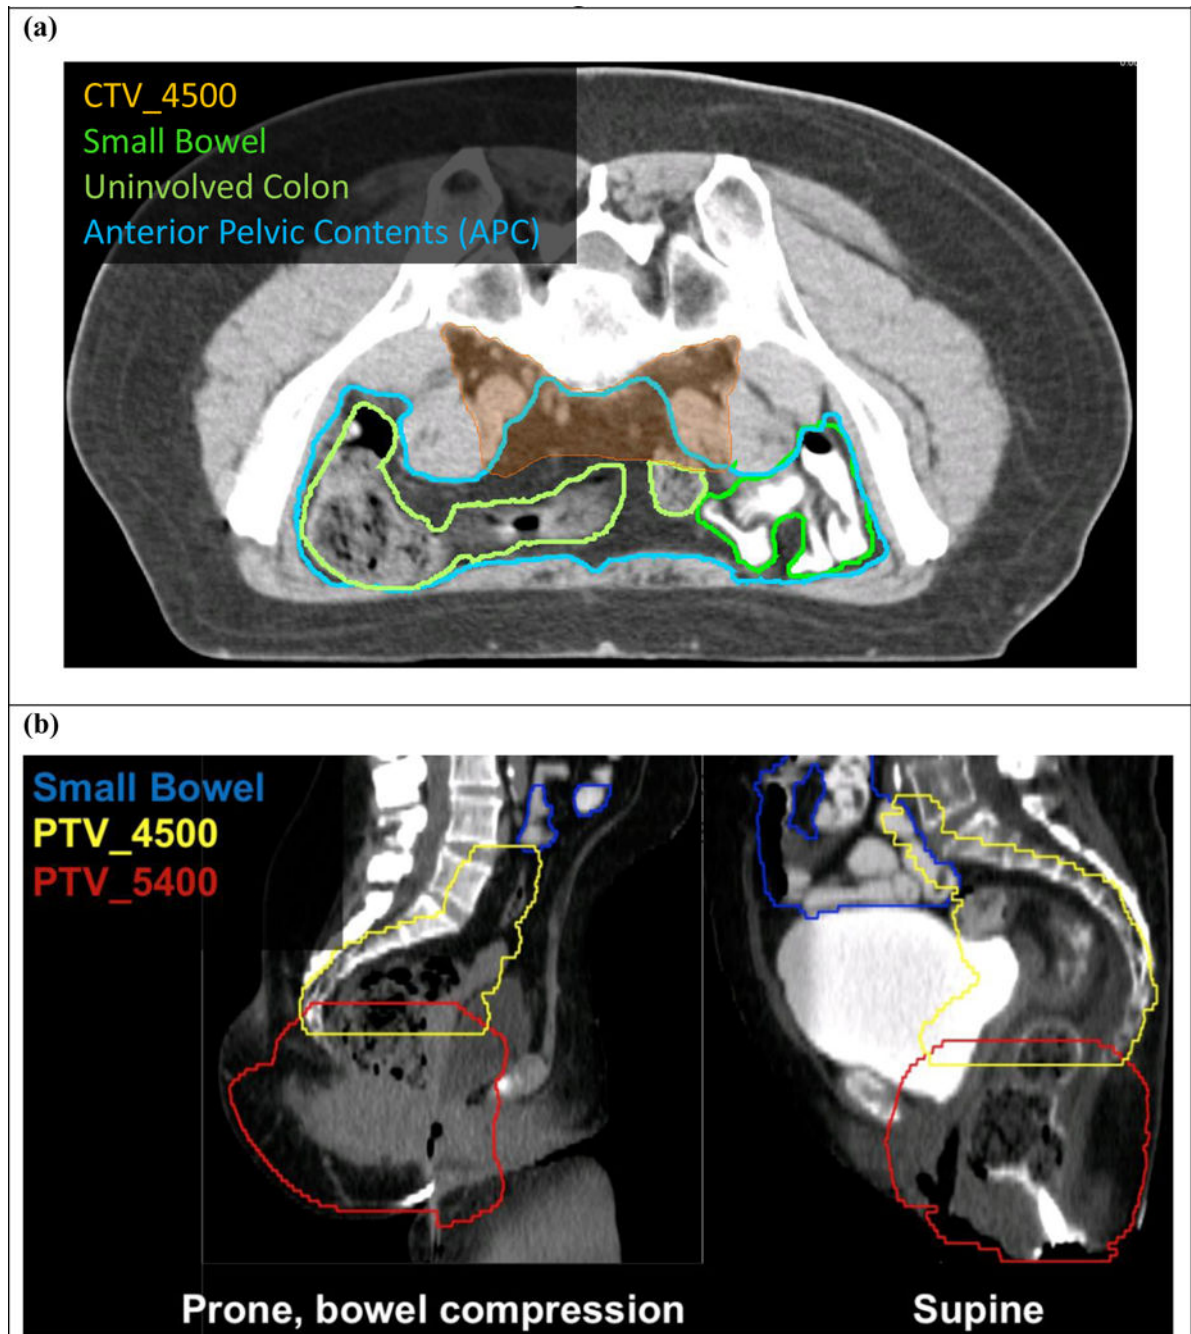 (a)
CTV_4500
Small Bowel
Uninvolved Colon
Anterior Pelvic Contents (APC)
(b)
Small Bowel
PTV_4500
PTV_5400
Prone, bowel compression
Supine